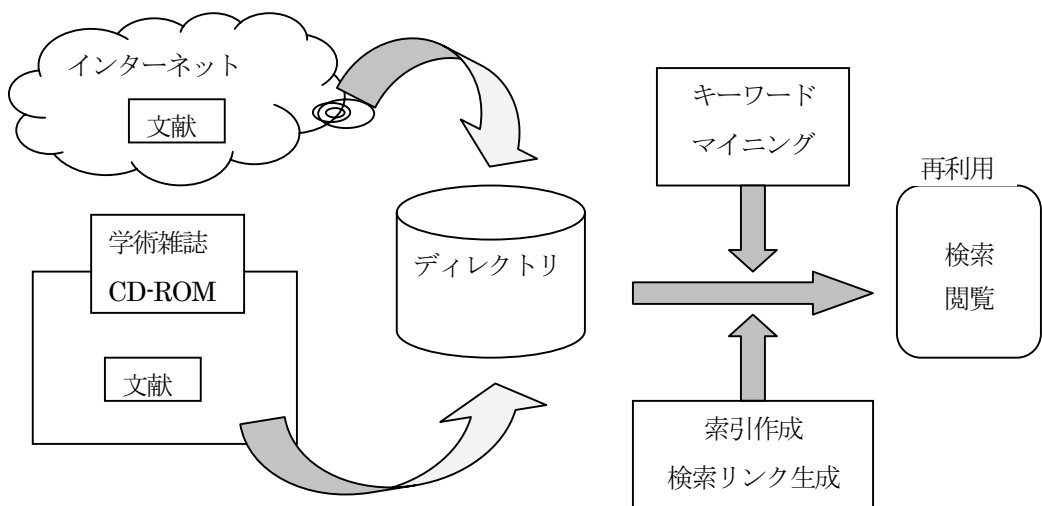 インターネット
文献
学術雑誌
CD-ROM
文献
ディレクトリ
キーワード
マイニング
索引作成
検索リンク生成
再利用
検索
閲覧